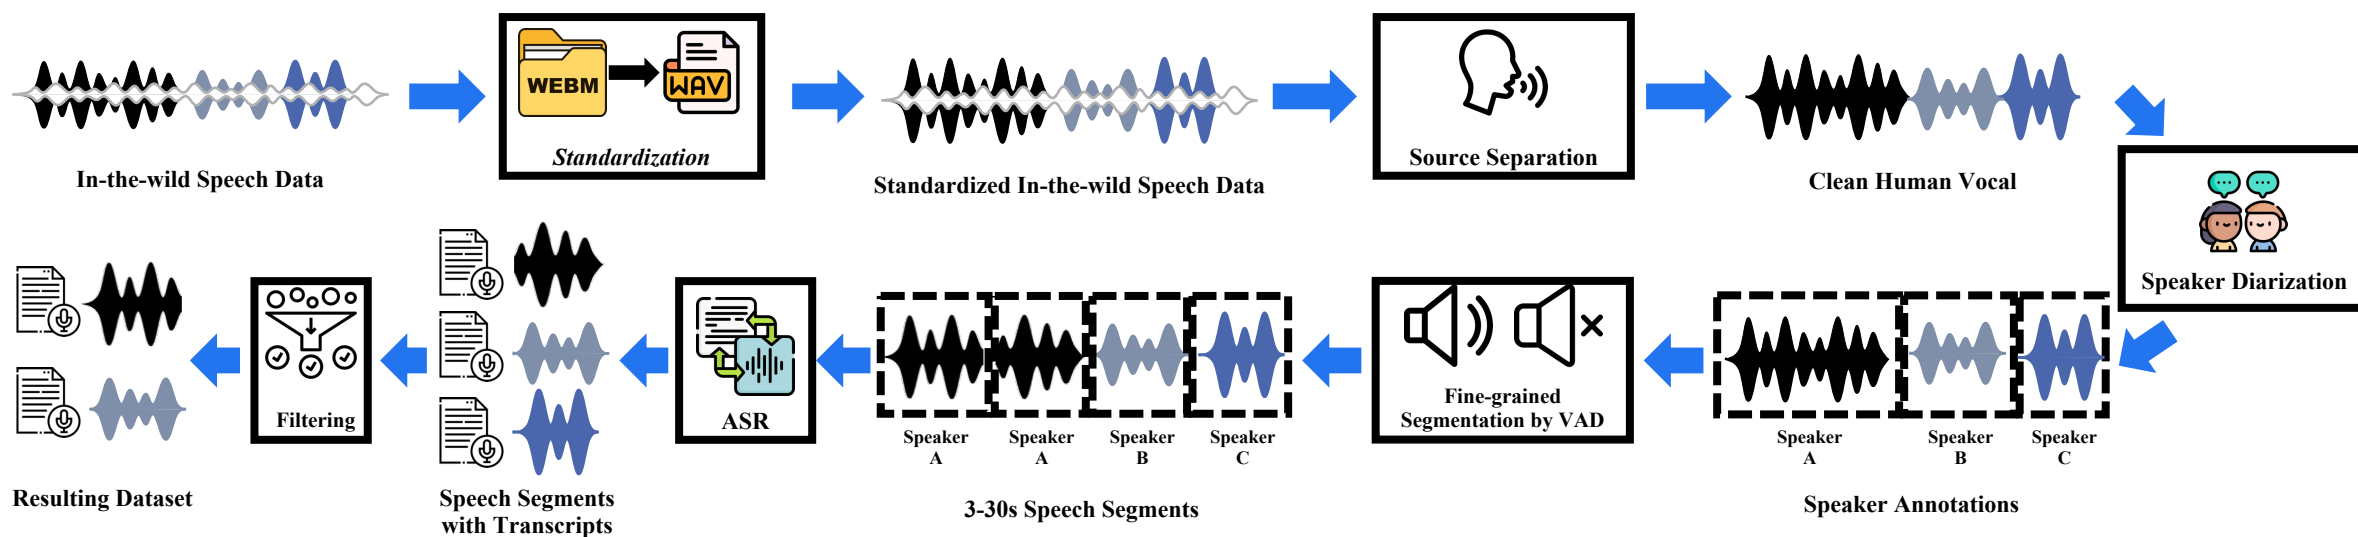 WEBM
WAV
Standardization
Source Separation
In-the-wild Speech Data
Standardized In-the-wild Speech Data
Clean Human Vocal
Speaker Diarization
Speaker
A
Speaker
B
Speaker
C
Speaker Annotations
Fine-grained
Segmentation by VAD
Speaker
A
Speaker
A
Speaker
B
Speaker
C
3-30s Speech Segments
ASR
Speech Segments
with Transcripts
Filtering
Resulting Dataset